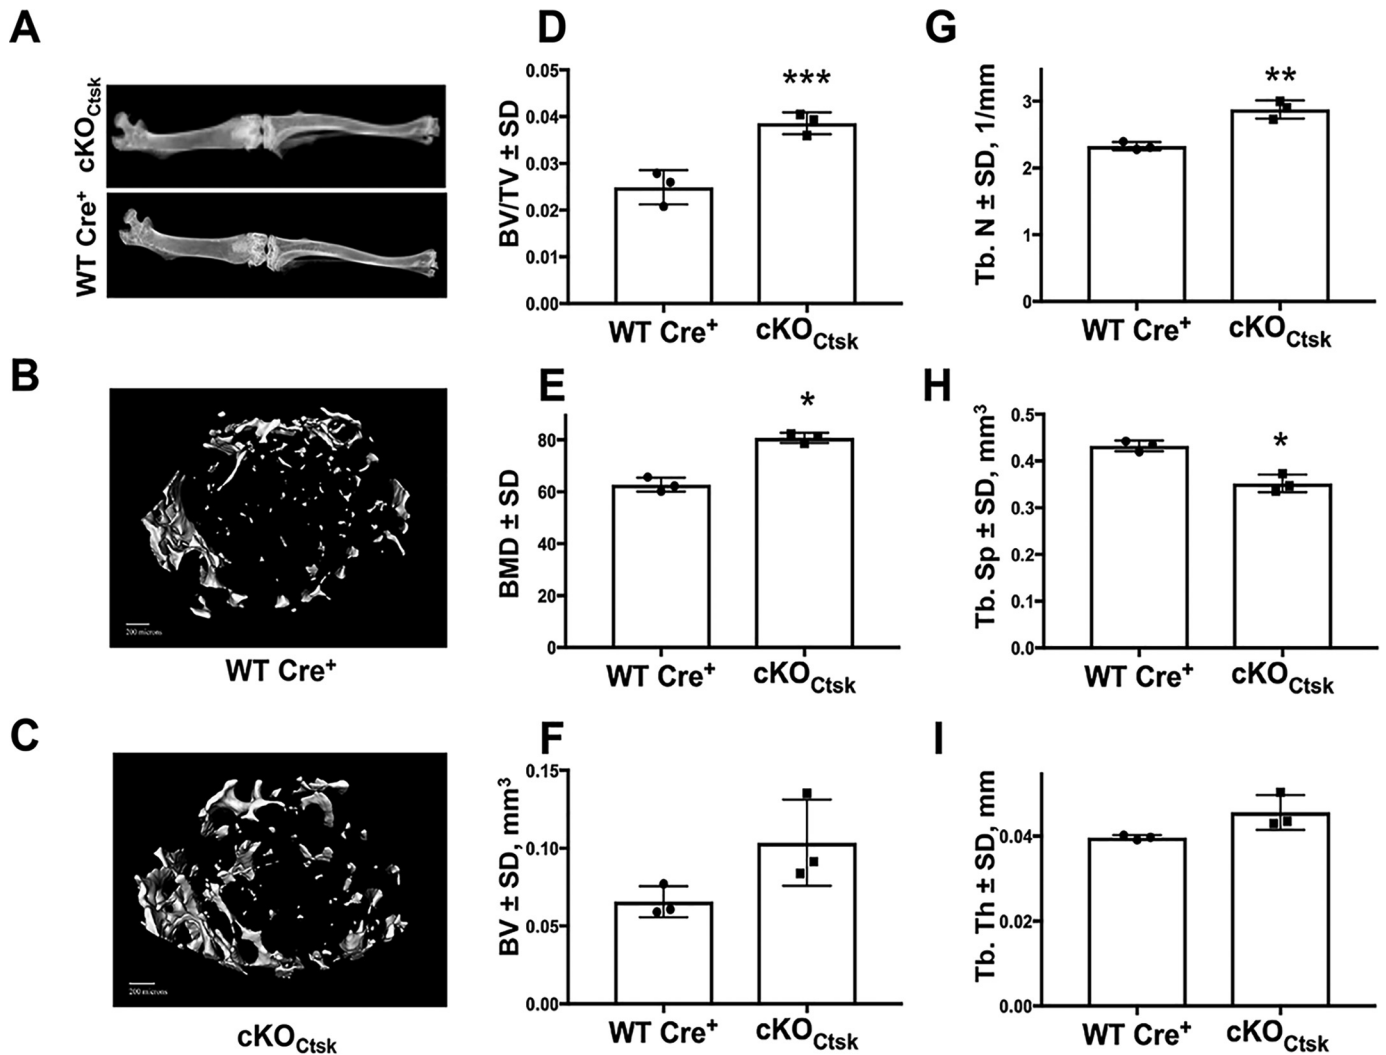 A
cKOCtsk
WT Cre+
B
200 microns
WT Cre+
C
200 microns
cKOCtsk
D
BV/TV ± SD
0.05
0.04
0.03
0.02
0.01
0.00
***
WT Cre+
cKOCtsk
E
BMD ± SD
80
60
40
20
0
*
WT Cre+
cKOCtsk
F
BV ± SD, mm3
0.15
0.10
0.05
0.00
WT Cre+
cKOCtsk
G
Tb. N ± SD, 1/mm
3
2
1
0
**
WT Cre+
cKOCtsk
H
Tb. Sp ± SD, mm3
0.5
0.4
0.3
0.2
0.1
0.0
*
WT Cre+
cKOCtsk
I
Tb. Th ± SD, mm
0.04
0.02
0.00
WT Cre+
cKOCtsk